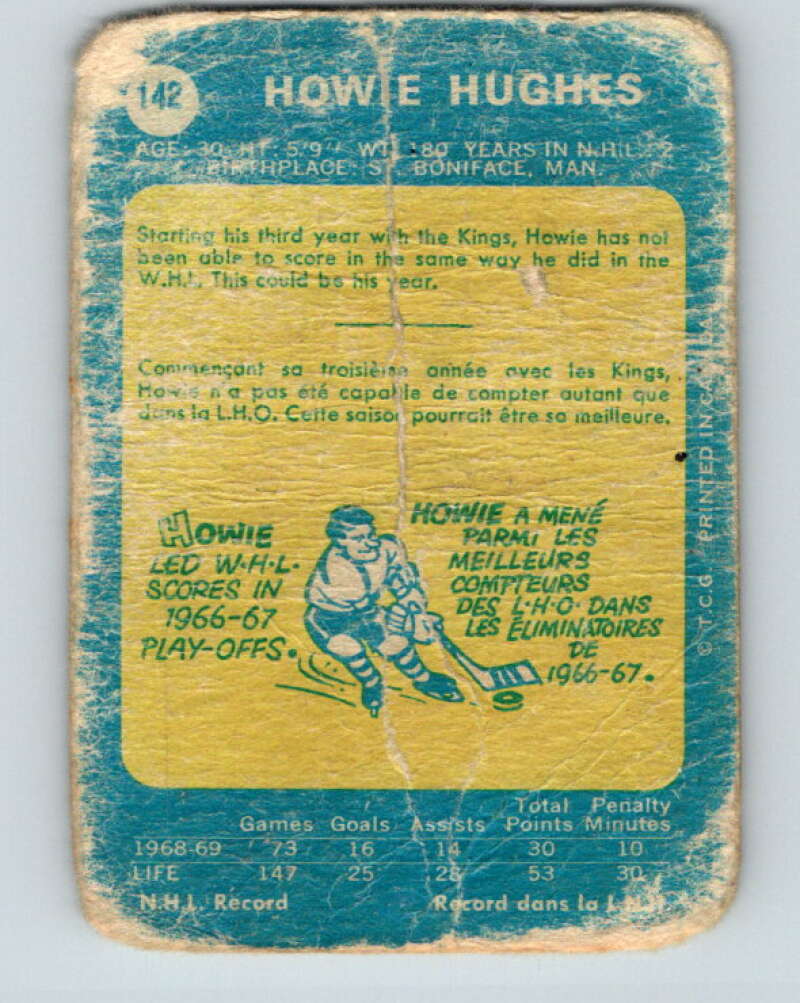 142
HOWIE HUGHES
AGE: 30 HT: 5'9" WT: 180 YEARS IN N.H.L. 2
BIRTHPLACE ST. BONIFACE, MAN.
Starting his third year with the Kings, Howie has not
been able to score in the same way he did in the
W.H.L. This could be his year.
Commençant sa troisième année avec les Kings,
Howie n'a pas été capable de compter autant que
dans la L.H.O. Cette saison pourrait être sa meilleure.
HOWIE
LED W.H.L.
SCORES IN
1966-67
PLAY-OFFS.
HOWIE A MENÉ
PARMI LES
MEILLEURS
COMPTEURS
DES L.H.O. DANS
LES ÉLIMINATOIRES
DE
1966-67.
© T.C.G. PRINTED IN CANADA
Total Penalty
Games Goals Assists Points Minutes
1968-69 73 16 14 30 10
LIFE 147 25 28 53 30
N.H.L. Record Record dans la L.N.H.